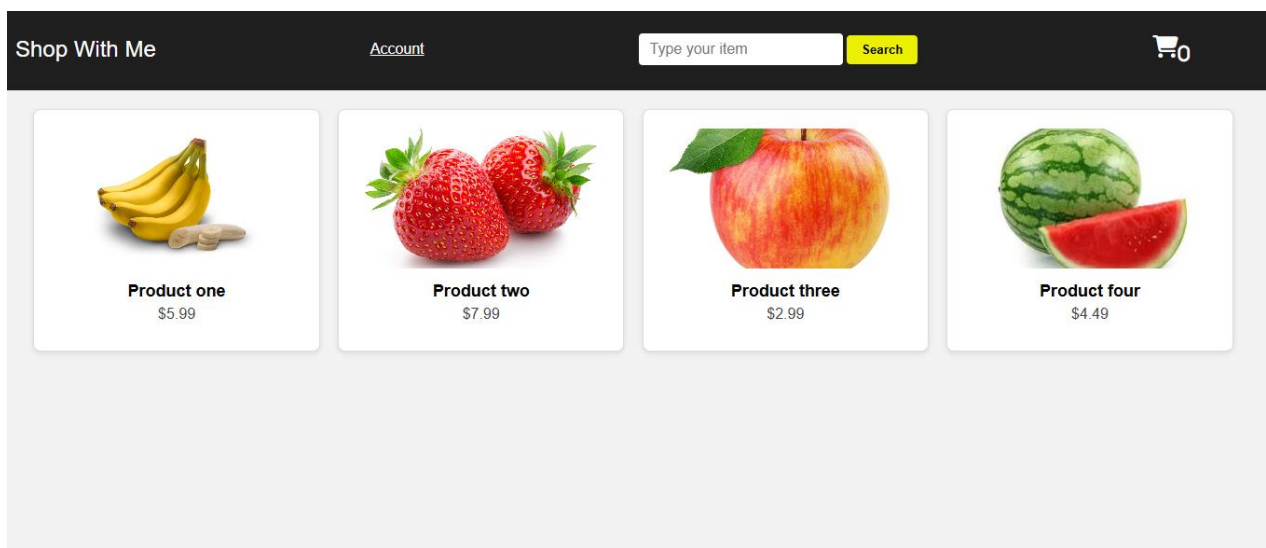 Shop With Me
Account
Type your item
Search
0
Product one
$5.99
Product two
$7.99
Product three
$2.99
Product four
$4.49